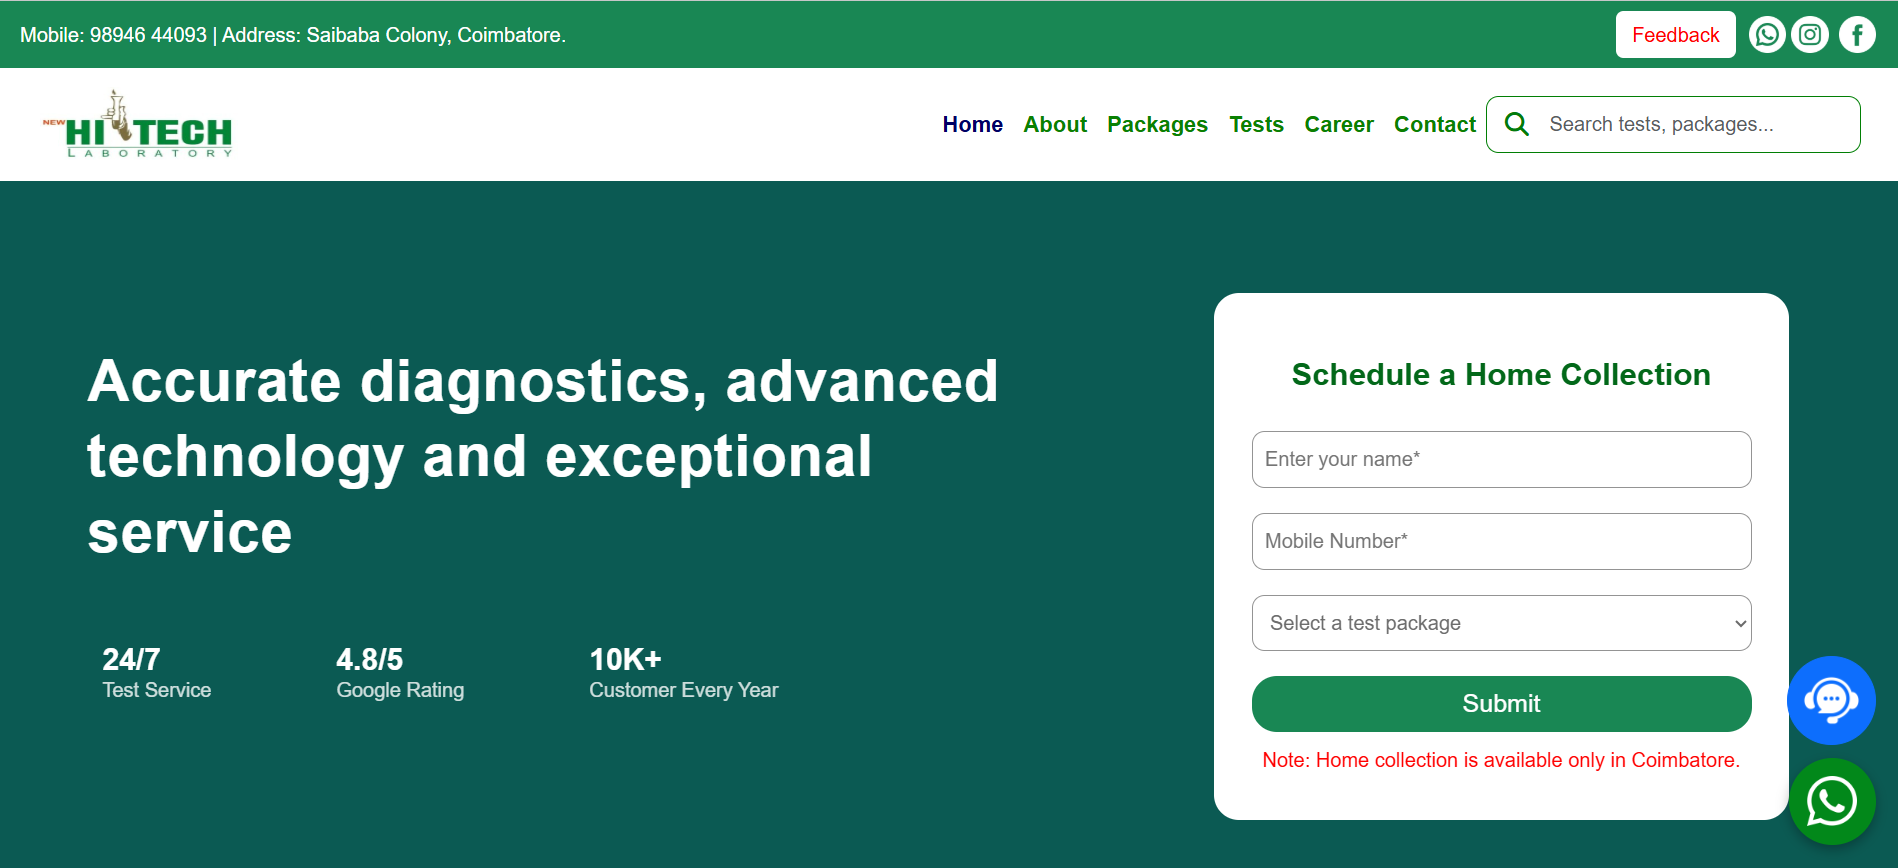 Mobile: 98946 44093 | Address: Saibaba Colony, Coimbatore.
Feedback
NEW HI TECH
LABORATORY
Home About Packages Tests Career Contact
Search tests, packages...
Accurate diagnostics, advanced
technology and exceptional
service
24/7
Test Service
4.8/5
Google Rating
10K+
Customer Every Year
Schedule a Home Collection
Enter your name*
Mobile Number*
Select a test package
Submit
Note: Home collection is available only in Coimbatore.